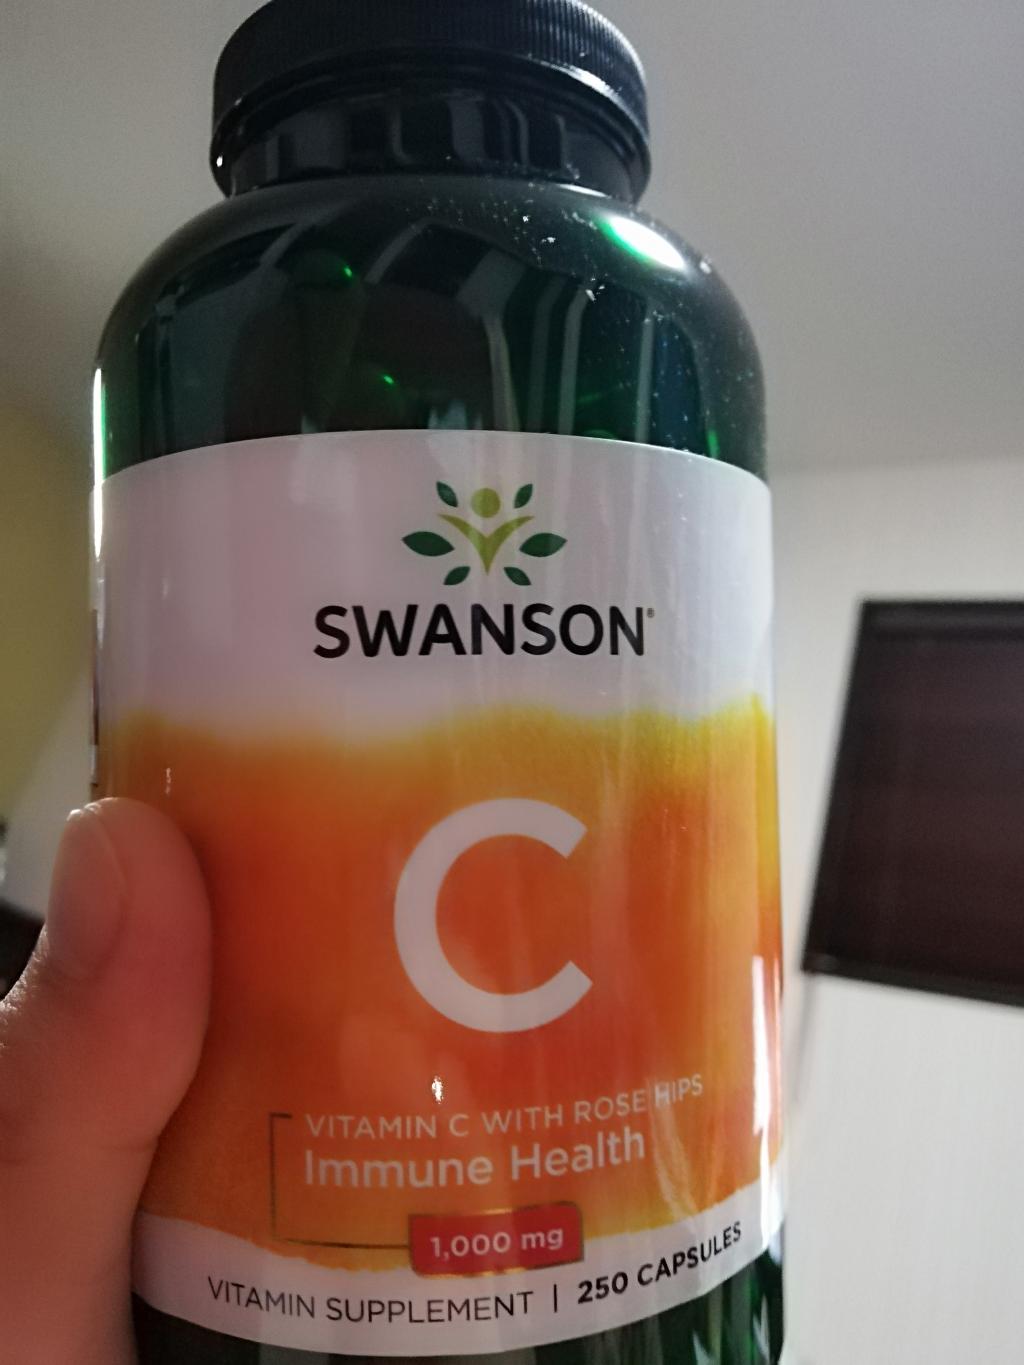 SWANSON®
C
VITAMIN C WITH ROSE HIPS
Immune Health
1,000 mg
VITAMIN SUPPLEMENT | 250 CAPSULES